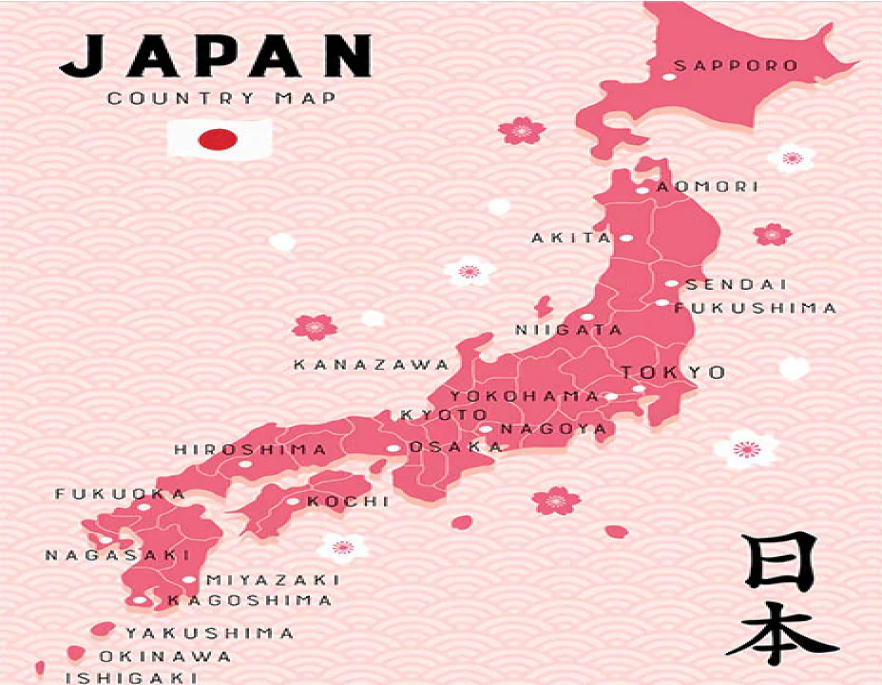 JAPAN
COUNTRY MAP
SAPPORO
AOMORI
AKITA
SENDAI
FUKUSHIMA
NIIGATA
KANAZAWA
TOKYO
YOKOHAMA
KYOTO
NAGOYA
OSAKA
HIROSHIMA
FUKUOKA
KOCHI
NAGASAKI
MIYAZAKI
KAGOSHIMA
YAKUSHIMA
OKINAWA
ISHIGAKI
日
本